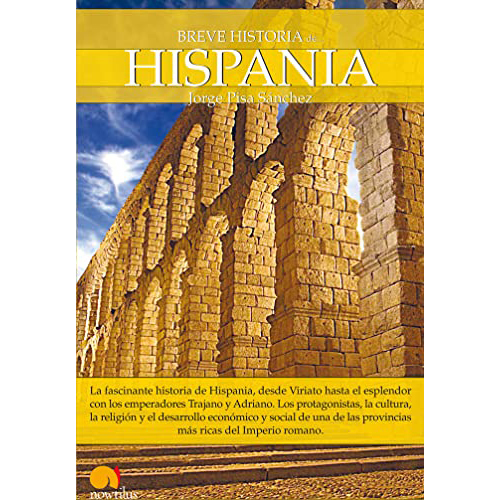 BREVE HISTORIA de...
HISPANIA
Jorge Pisa Sánchez
La fascinante historia de Hispania, desde Viriato hasta el esplendor
con los emperadores Trajano y Adriano. Los protagonistas, la cultura,
la religión y el desarrollo económico y social de una de las provincias
más ricas del Imperio romano.
nowtilus